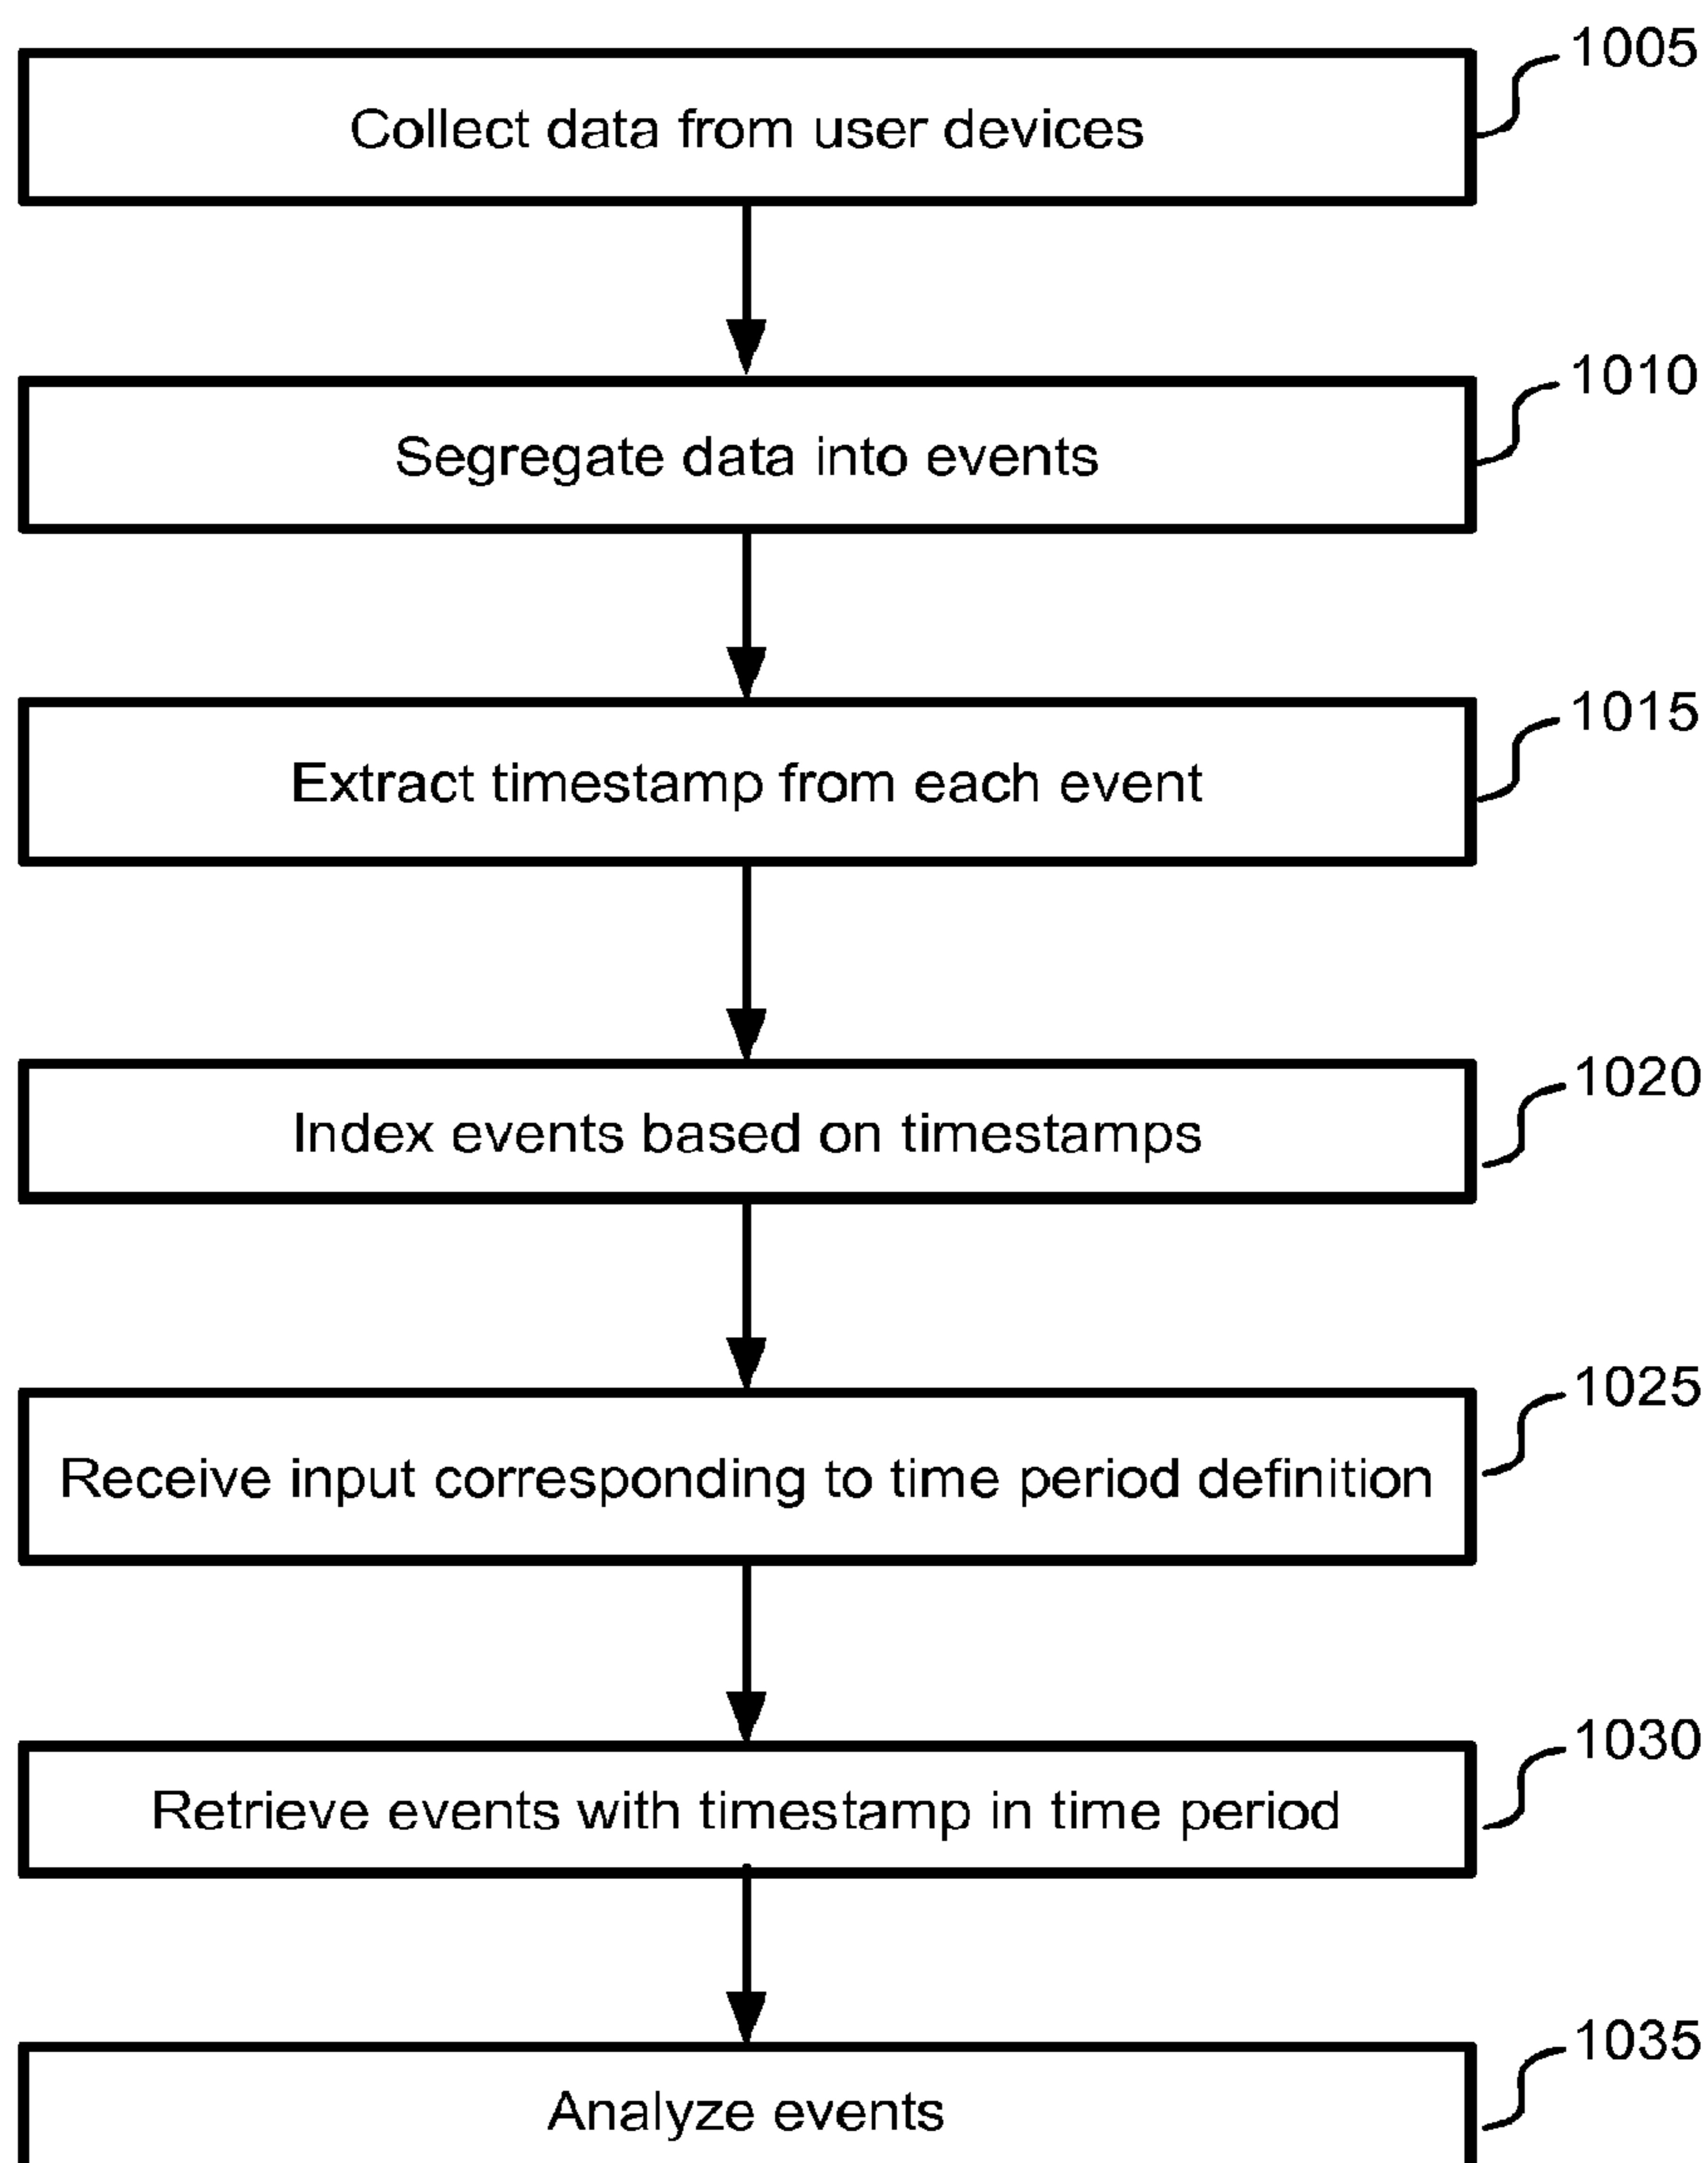 1005
Collect data from user devices
1010
Segregate data into events
1015
Extract timestamp from each event
1020
Index events based on timestamps
1025
Receive input corresponding to time period definition
1030
Retrieve events with timestamp in time period
1035
Analyze events